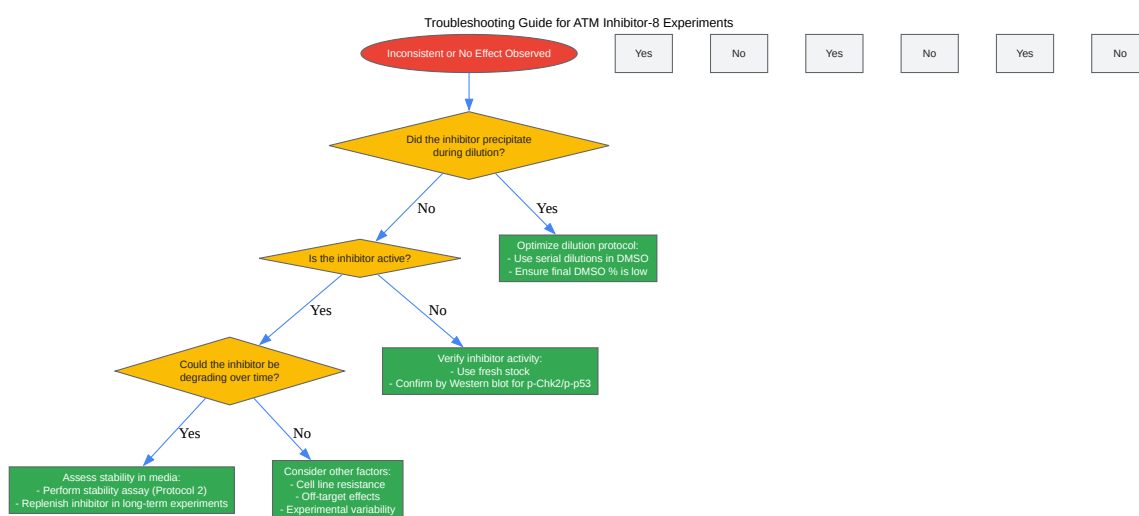 Troubleshooting Guide for ATM Inhibitor-8 Experiments
Inconsistent or No Effect Observed
Yes
No
Yes
No
Yes
No
Did the inhibitor precipitate
during dilution?
No
Yes
Is the inhibitor active?
Optimize dilution protocol:
- Use serial dilutions in DMSO
- Ensure final DMSO % is low
Yes
No
Could the inhibitor be
degrading over time?
Verify inhibitor activity:
- Use fresh stock
- Confirm by Western blot for p-Chk2/p-p53
Yes
No
Assess stability in media:
- Perform stability assay (Protocol 2)
- Replenish inhibitor in long-term experiments
Consider other factors:
- Cell line resistance
- Off-target effects
- Experimental variability